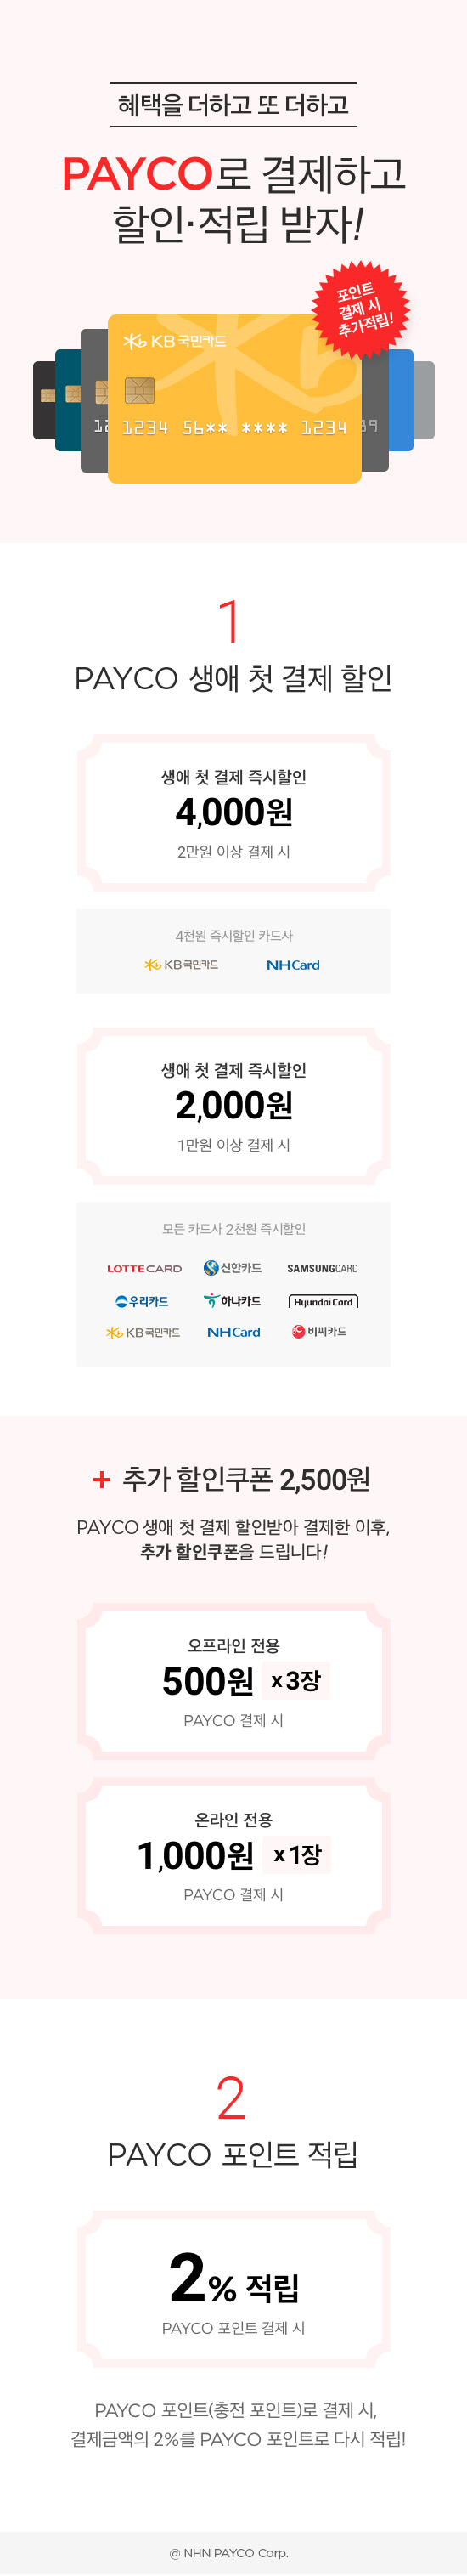 혜택을 더하고 또 더하고
PAYCO로 결제하고
할인·적립 받자!
포인트
결제 시
추가적립!
KB국민카드
1234 56** **** 1234
1
PAYCO 생애 첫 결제 할인
생애 첫 결제 즉시할인
4,000원
2만원 이상 결제 시
4천원 즉시할인 카드사
KB국민카드 NHCard
생애 첫 결제 즉시할인
2,000원
1만원 이상 결제 시
모든 카드사 2천원 즉시할인
LOTTECARD 신한카드 SAMSUNGCARD
우리카드 하나카드 Hyundai Card
KB국민카드 NHCard 비씨카드
+ 추가 할인쿠폰 2,500원
PAYCO 생애 첫 결제 할인받아 결제한 이후,
추가 할인쿠폰을 드립니다!
오프라인 전용
500원 x3장
PAYCO 결제 시
온라인 전용
1,000원 x1장
PAYCO 결제 시
2
PAYCO 포인트 적립
2% 적립
PAYCO 포인트 결제 시
PAYCO 포인트(충전 포인트)로 결제 시,
결제금액의 2%를 PAYCO 포인트로 다시 적립!
@ NHN PAYCO Corp.